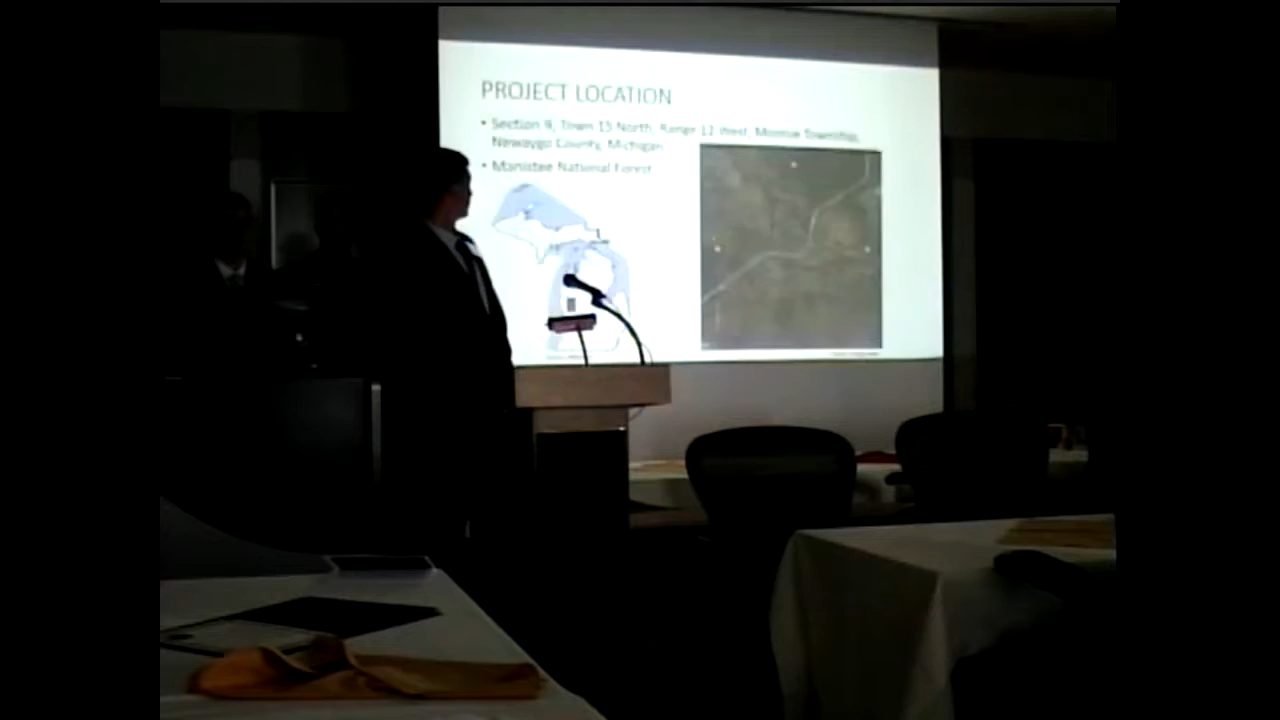 PROJECT LOCATION
• Section 9, Town 15 North, Range 12 West, Monroe Township,
Newaygo County, Michigan
• Manistee National Forest